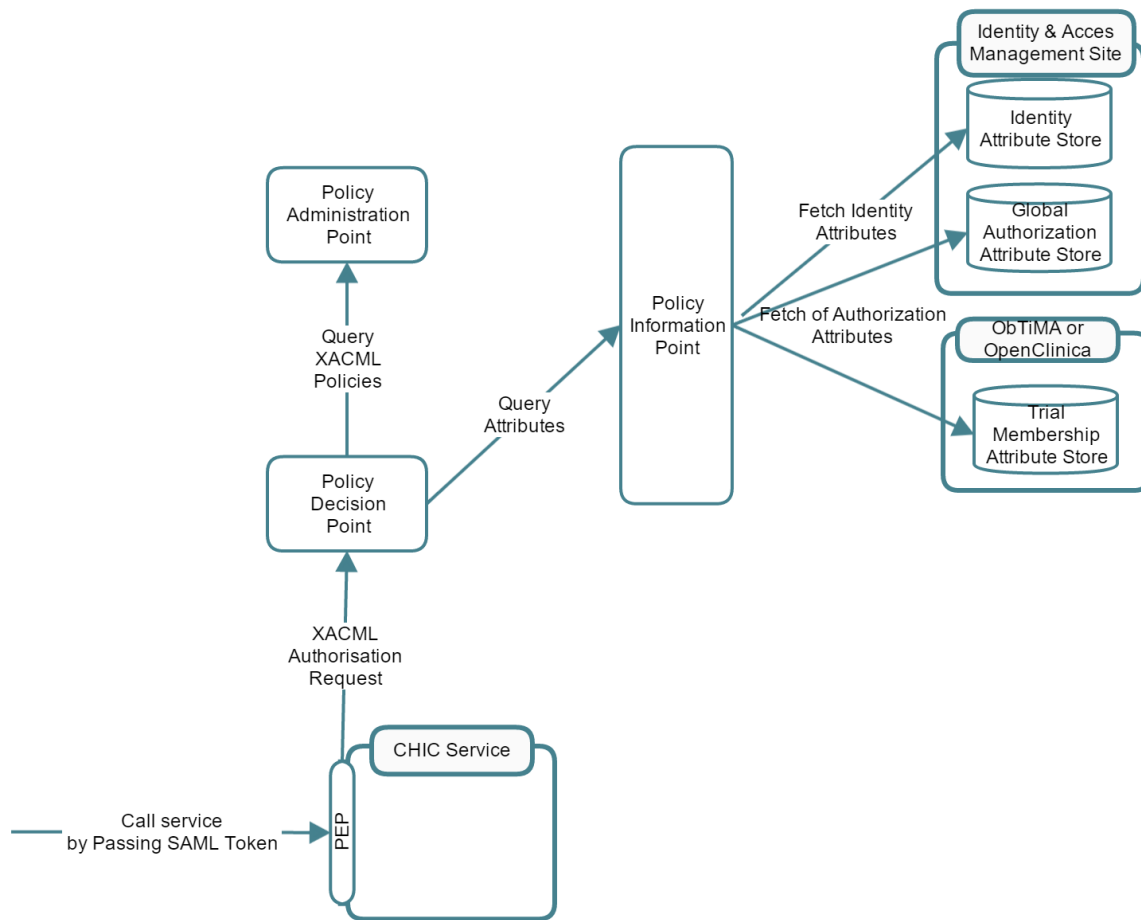 Identity & Acces
Management Site
Identity
Attribute Store
Global
Authorization
Attribute Store
Fetch Identity
Attributes
Policy
Administration
Point
Policy
Information
Point
Fetch of Authorization
Attributes
ObTiMA or
OpenClinica
Trial
Membership
Attribute Store
Query
XACML
Policies
Query
Attributes
Policy
Decision
Point
XACML
Authorisation
Request
CHIC Service
PEP
Call service
by Passing SAML Token